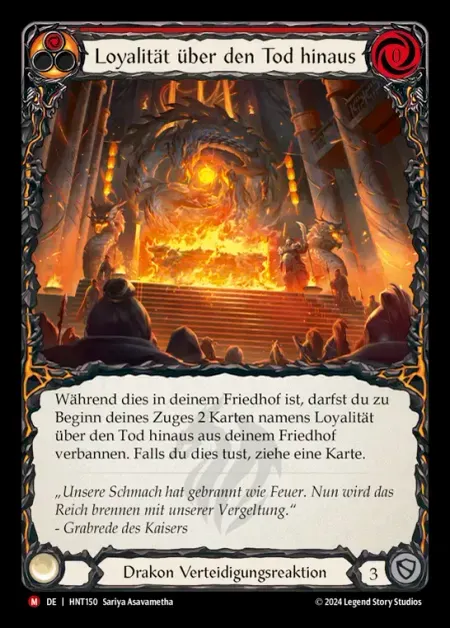 Loyalität über den Tod hinaus
0
Während dies in deinem Friedhof ist, darfst du zu
Beginn deines Zuges 2 Karten namens Loyalität
über den Tod hinaus aus deinem Friedhof
verbannen. Falls du dies tust, ziehe eine Karte.
„Unsere Schmach hat gebrannt wie Feuer. Nun wird das
Reich brennen mit unserer Vergeltung.“
- Grabrede des Kaisers
Drakon Verteidigungsreaktion
3
M DE | HNT150 Sariya Asavametha
© 2024 Legend Story Studios